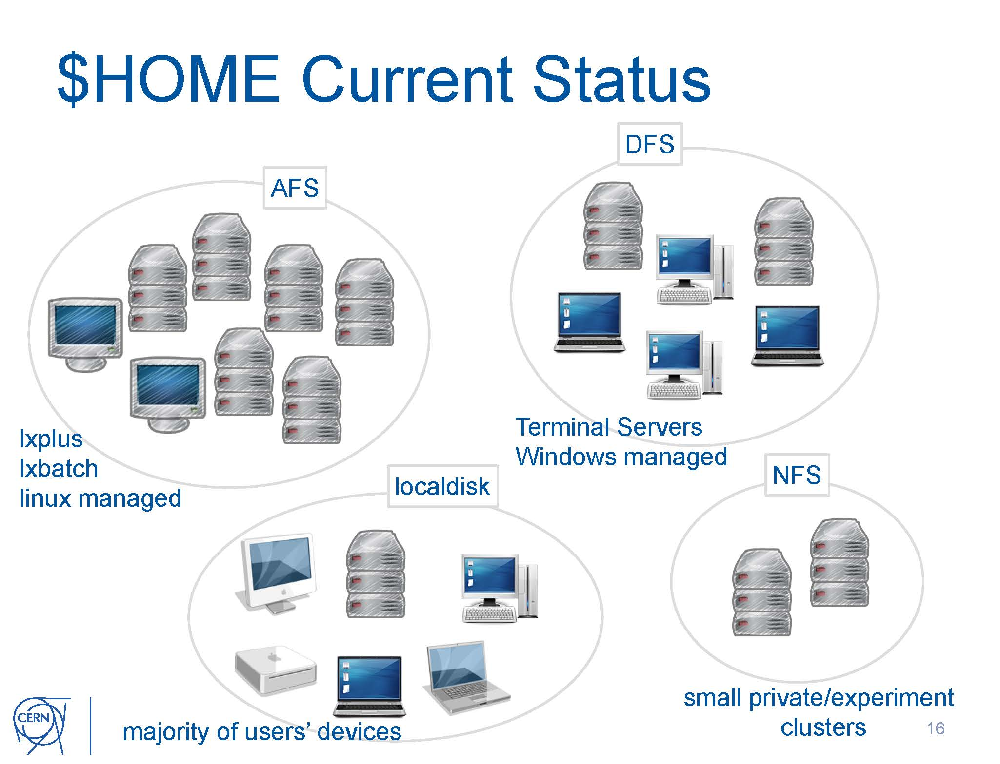 $HOME Current Status
DFS
AFS
lxplus
lxbatch
linux managed
Terminal Servers
Windows managed
localdisk
NFS
majority of users’ devices
small private/experiment
clusters
CERN
16